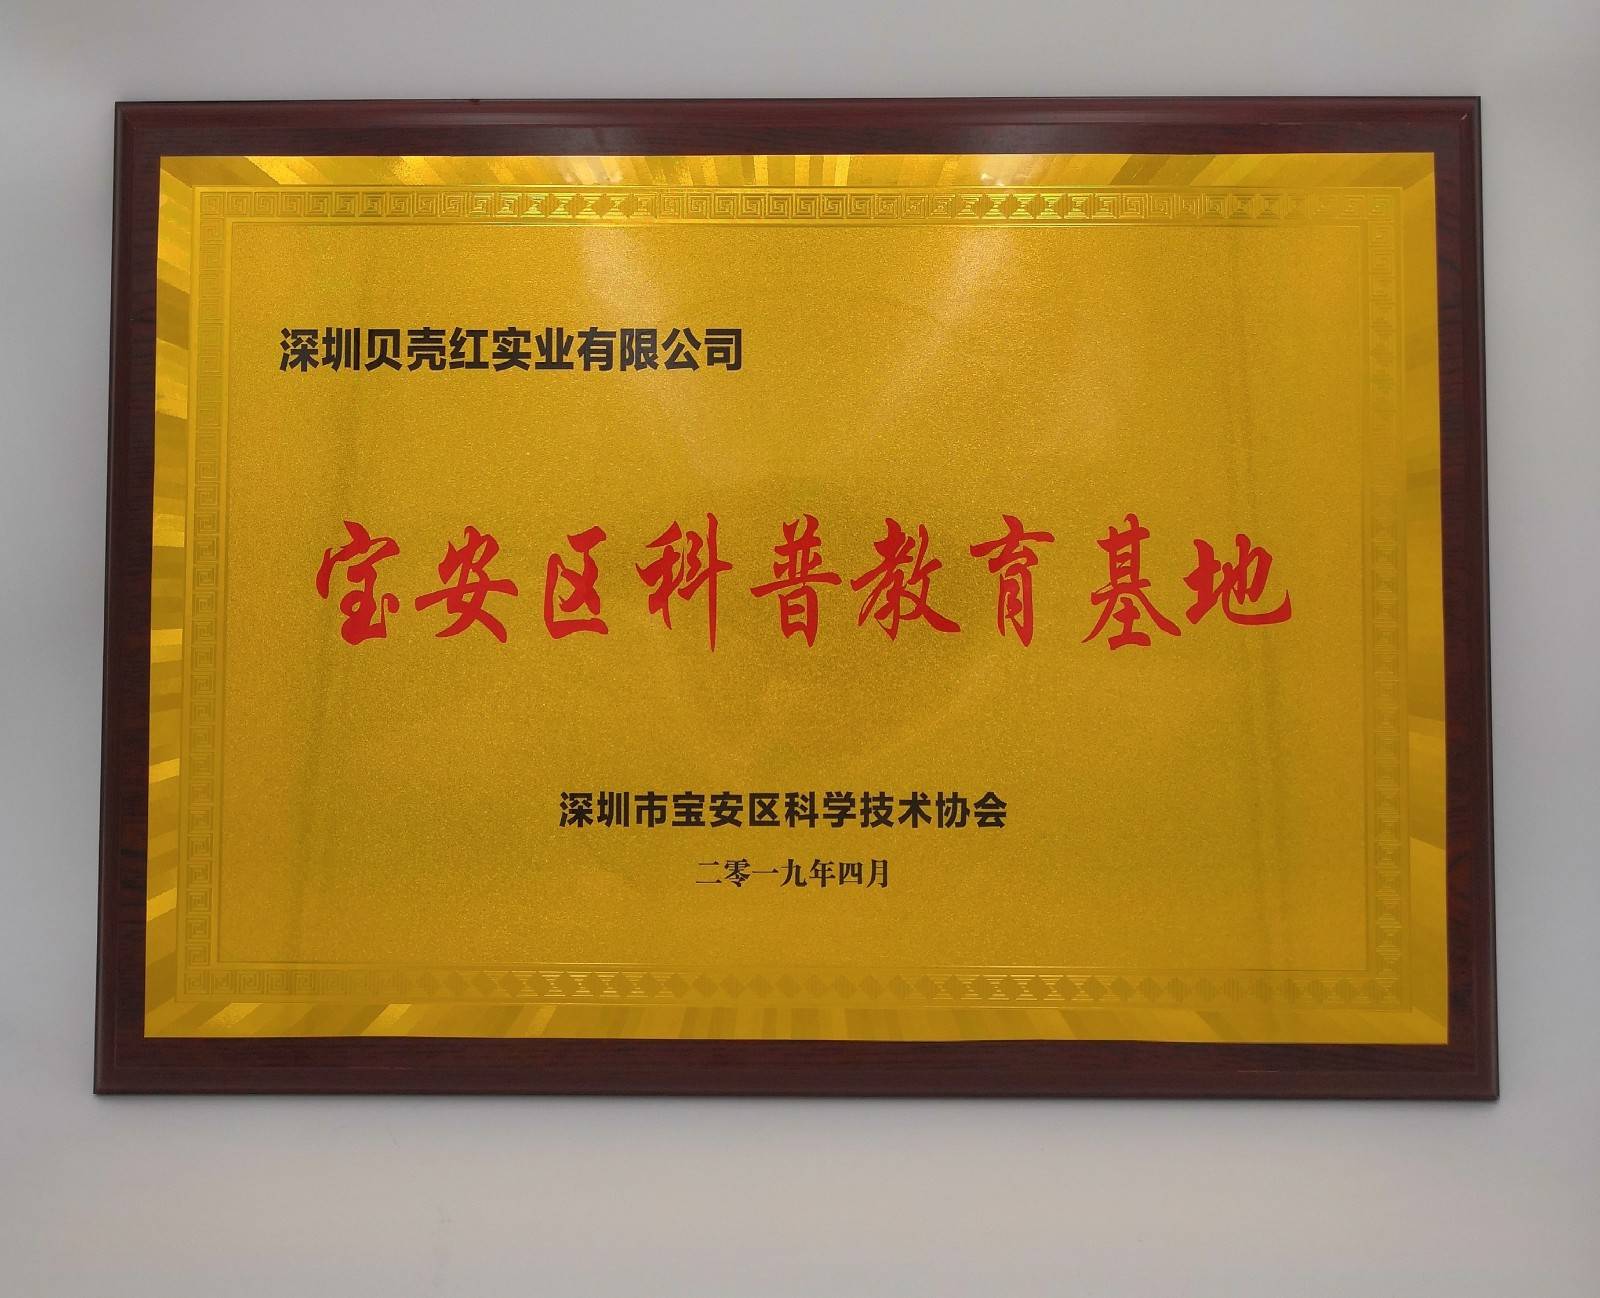 深圳贝壳红实业有限公司
宝安区科普教育基地
深圳市宝安区科学技术协会
二零一九年四月